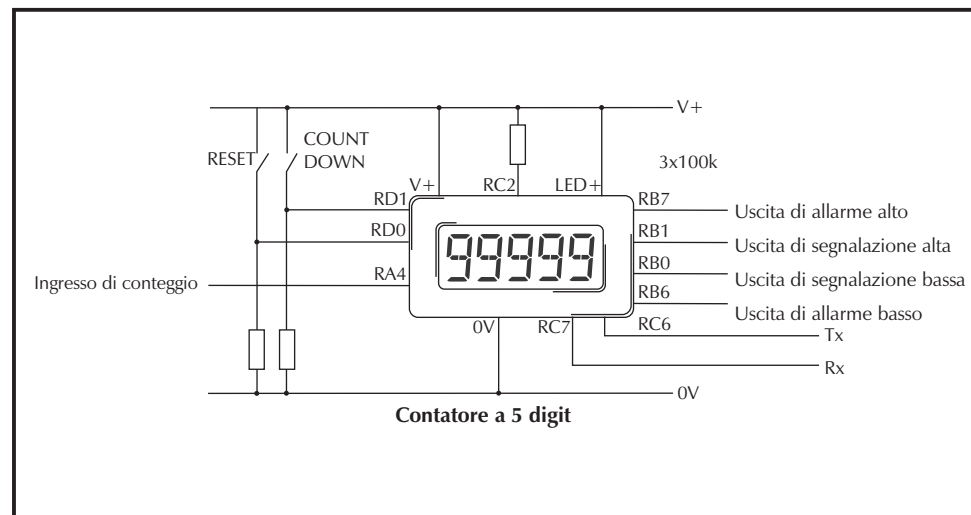 V+
COUNT
DOWN
RESET
3x100k
V+
RC2
LED+
RD1
RB7
Uscita di allarme alto
RD0
RB1
Uscita di segnalazione alta
99999
Ingresso di conteggio
RA4
RB0
Uscita di segnalazione bassa
RB6
Uscita di allarme basso
0V
RC7
RC6
Tx
Rx
0V
Contatore a 5 digit